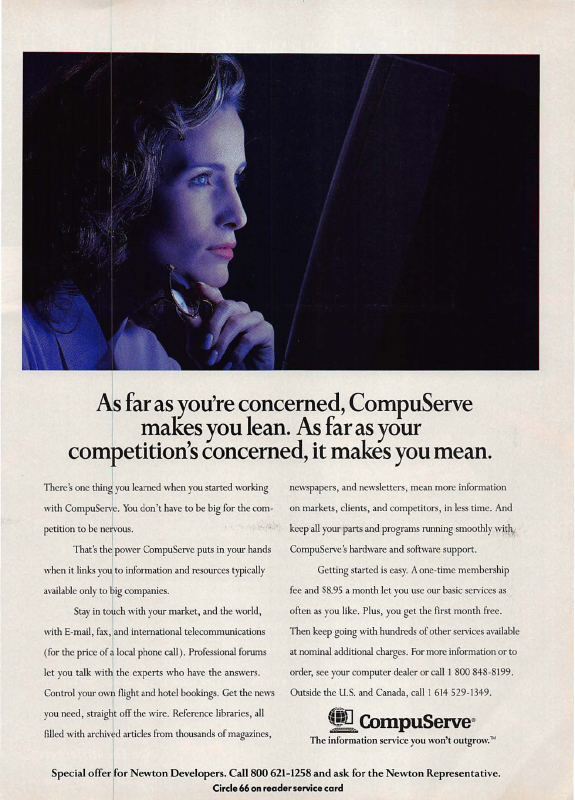 As far as you're concerned, CompuServe
makes you lean. As far as your
competition's concerned, it makes you mean.
There's one thing you learned when you started working
with CompuServe. You don't have to be big for the com-
petition to be nervous.
That's the power CompuServe puts in your hands
when it links you to information and resources typically
available only to big companies.
Stay in touch with your market, and the world,
with E-mail, fax, and international telecommunications
(for the price of a local phone call). Professional forums
let you talk with the experts who have the answers.
Control your own flight and hotel bookings. Get the news
you need, straight off the wire. Reference libraries, all
filled with archived articles from thousands of magazines,
newspapers, and newsletters, mean more information
on markets, clients, and competitors, in less time. And
keep all your parts and programs running smoothly with
CompuServe's hardware and software support.
Getting started is easy. A one-time membership
fee and $8.95 a month let you use our basic services as
often as you like. Plus, you get the first month free.
Then keep going with hundreds of other services available
at nominal additional charges. For more information or to
order, see your computer dealer or call 1 800 848-8199.
Outside the U.S. and Canada, call 1 614 529-1349.
CompuServe®
The information service you won't outgrow.™
Special offer for Newton Developers. Call 800 621-1258 and ask for the Newton Representative.
Circle 66 on reader service card